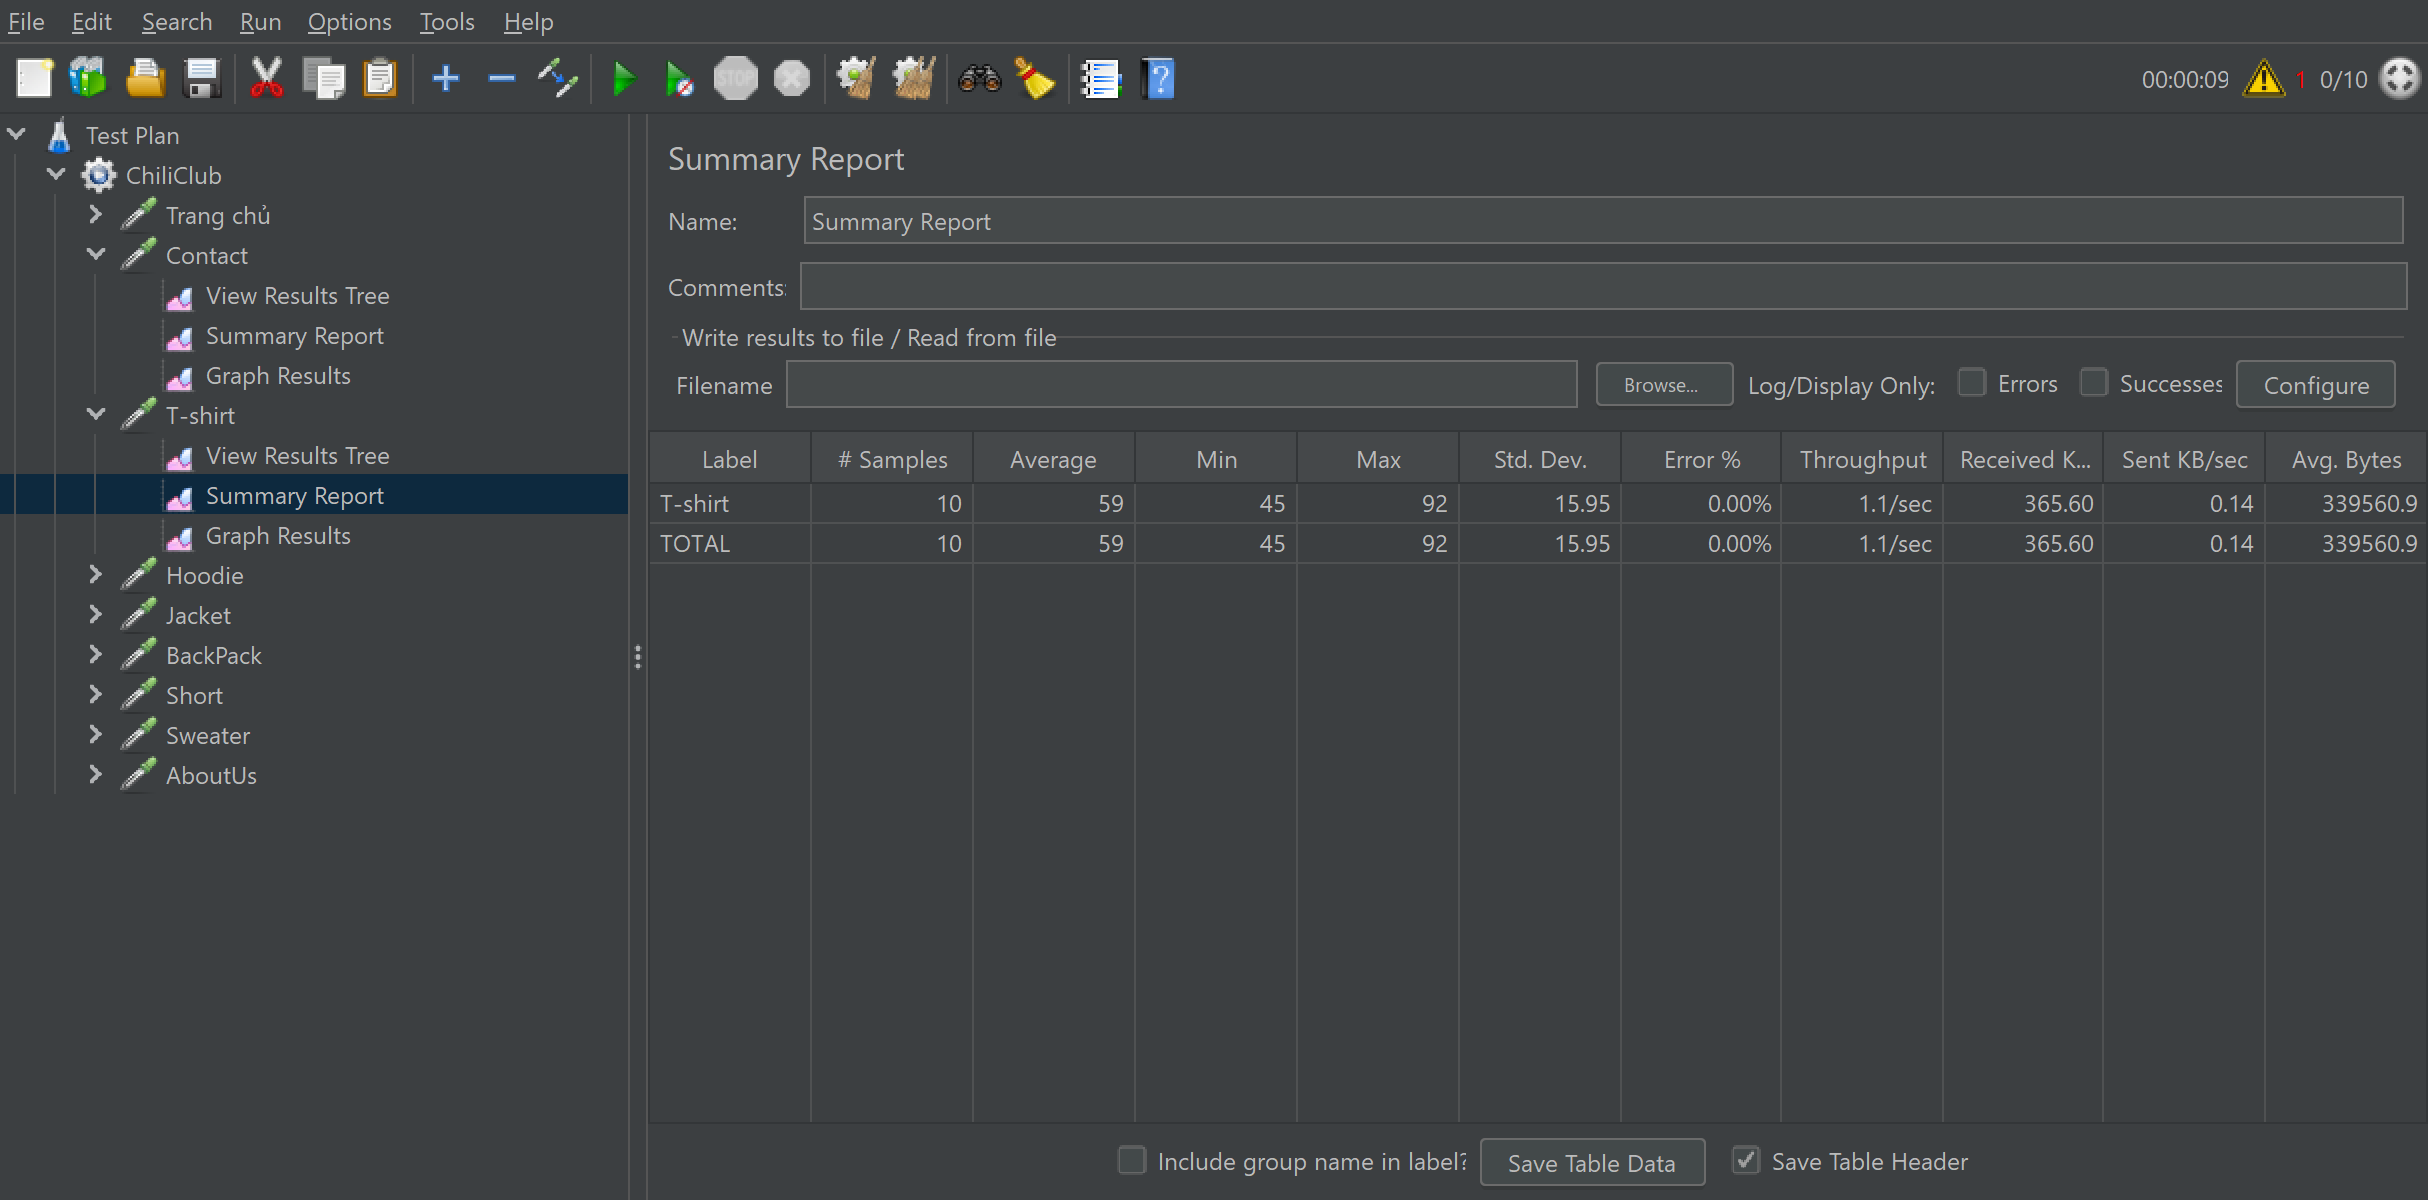 File Edit Search Run Options Tools Help
STOP
00:00:09 1 0/10
Test Plan
ChiliClub
Trang chủ
Contact
View Results Tree
Summary Report
Graph Results
T-shirt
View Results Tree
Summary Report
Graph Results
Hoodie
Jacket
BackPack
Short
Sweater
AboutUs
Summary Report
Name: Summary Report
Comments:
Write results to file / Read from file
Filename Browse... Log/Display Only: Errors Successes Configure
Label # Samples Average Min Max Std. Dev. Error % Throughput Received K... Sent KB/sec Avg. Bytes
T-shirt 10 59 45 92 15.95 0.00% 1.1/sec 365.60 0.14 339560.9
TOTAL 10 59 45 92 15.95 0.00% 1.1/sec 365.60 0.14 339560.9
Include group name in label? Save Table Data Save Table Header